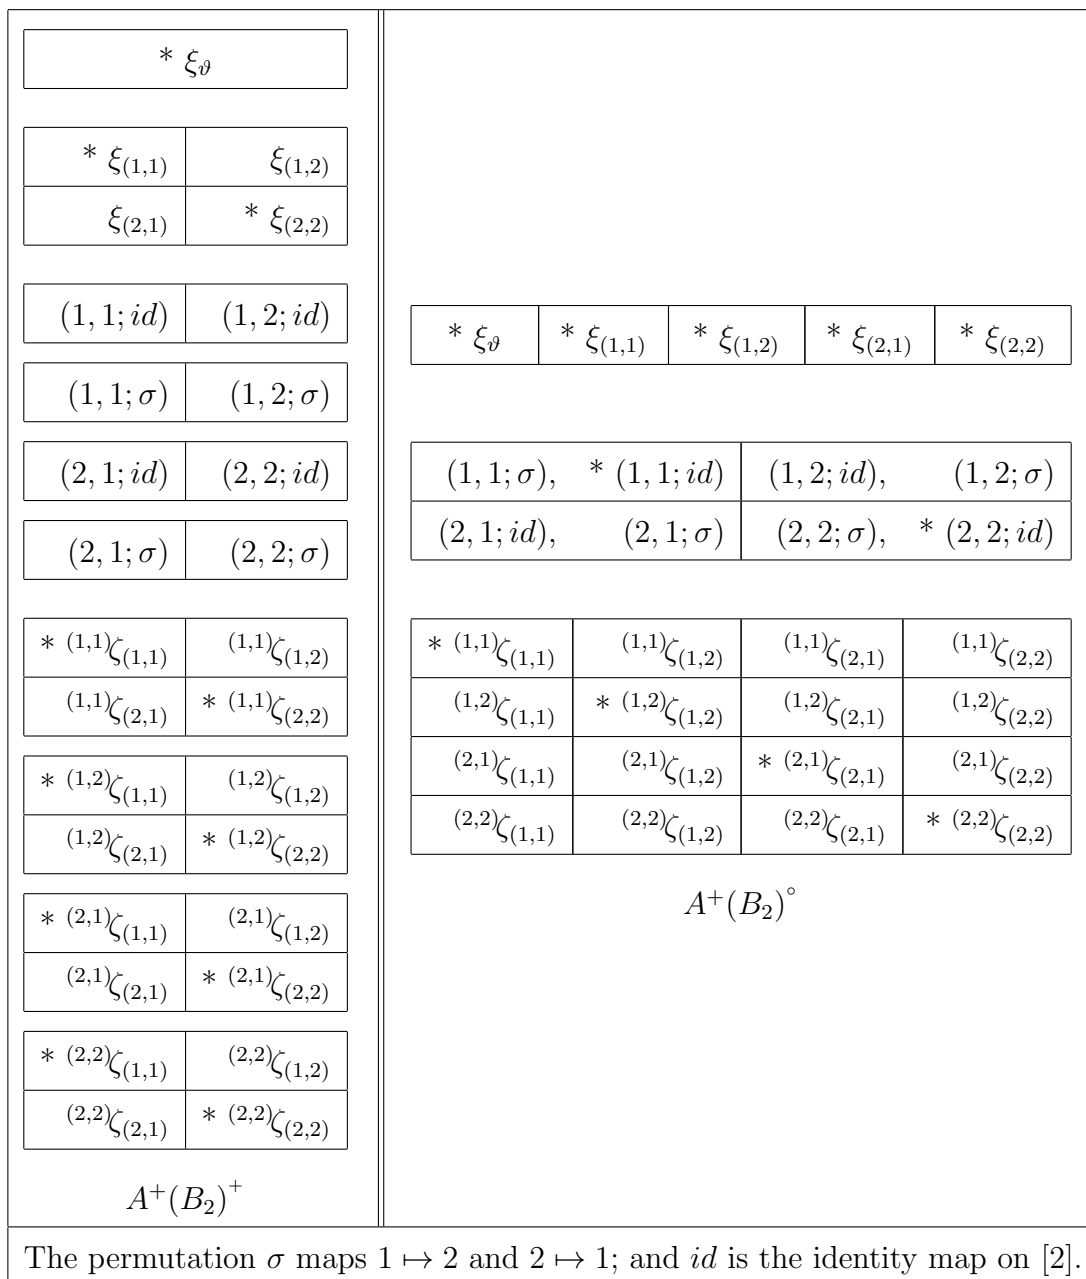 * ξ_ϑ
* ξ_(1,1) ξ_(1,2)
ξ_(2,1) * ξ_(2,2)
(1, 1; id) (1, 2; id)
(1, 1; σ) (1, 2; σ)
(2, 1; id) (2, 2; id)
(2, 1; σ) (2, 2; σ)
* ^(1,1)ζ_(1,1) ^(1,1)ζ_(1,2)
^(1,1)ζ_(2,1) * ^(1,1)ζ_(2,2)
* ^(1,2)ζ_(1,1) ^(1,2)ζ_(1,2)
^(1,2)ζ_(2,1) * ^(1,2)ζ_(2,2)
* ^(2,1)ζ_(1,1) ^(2,1)ζ_(1,2)
^(2,1)ζ_(2,1) * ^(2,1)ζ_(2,2)
* ^(2,2)ζ_(1,1) ^(2,2)ζ_(1,2)
^(2,2)ζ_(2,1) * ^(2,2)ζ_(2,2)
A^+(B_2)^+
* ξ_ϑ * ξ_(1,1) * ξ_(1,2) * ξ_(2,1) * ξ_(2,2)
(1, 1; σ), * (1, 1; id) (1, 2; id), (1, 2; σ)
(2, 1; id), (2, 1; σ) (2, 2; σ), * (2, 2; id)
* ^(1,1)ζ_(1,1) ^(1,1)ζ_(1,2) ^(1,1)ζ_(2,1) ^(1,1)ζ_(2,2)
^(1,2)ζ_(1,1) * ^(1,2)ζ_(1,2) ^(1,2)ζ_(2,1) ^(1,2)ζ_(2,2)
^(2,1)ζ_(1,1) ^(2,1)ζ_(1,2) * ^(2,1)ζ_(2,1) ^(2,1)ζ_(2,2)
^(2,2)ζ_(1,1) ^(2,2)ζ_(1,2) ^(2,2)ζ_(2,1) * ^(2,2)ζ_(2,2)
A^+(B_2)^°
The permutation σ maps 1 ↦ 2 and 2 ↦ 1; and id is the identity map on [2].